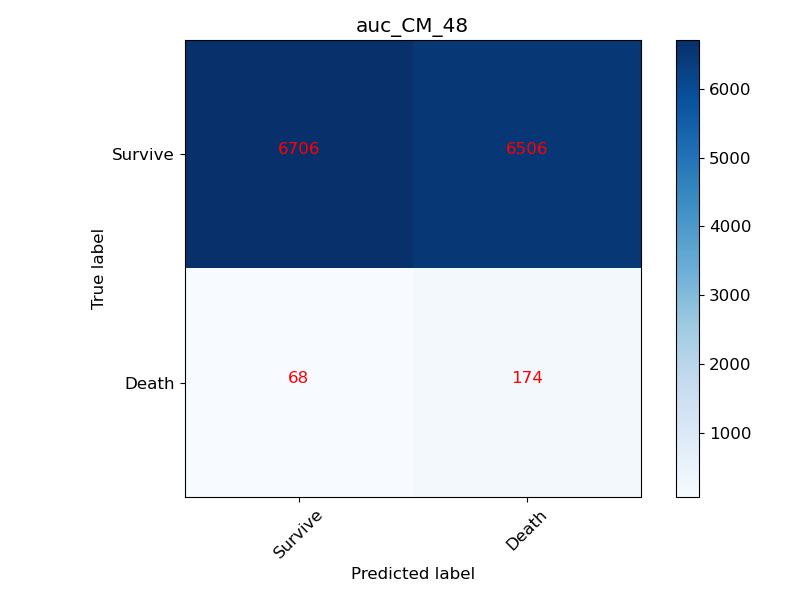 auc_CM_48
True label
Survive
6706
6506
Death
68
174
Survive
Death
Predicted label
6000
5000
4000
3000
2000
1000